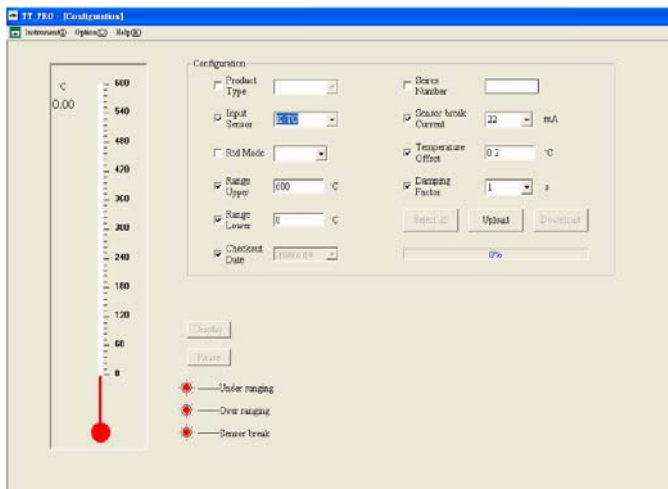 TT_PRO - [Configuration]
Instrument(I) Option(O) Help(H)
°C
0.00
600
540
480
420
360
300
240
180
120
60
0
Configuration
Product Type
Input Sensor
K-TC
Rtd Mode
Range Upper
600 °C
Range Lower
0 °C
Checkout Date
Seires Number
Sensor break Current
22 mA
Temperature Offset
0.2 °C
Damping Factor
1 s
Select all
Upload
Download
0%
Display
Pause
Under ranging
Over ranging
Sensor break